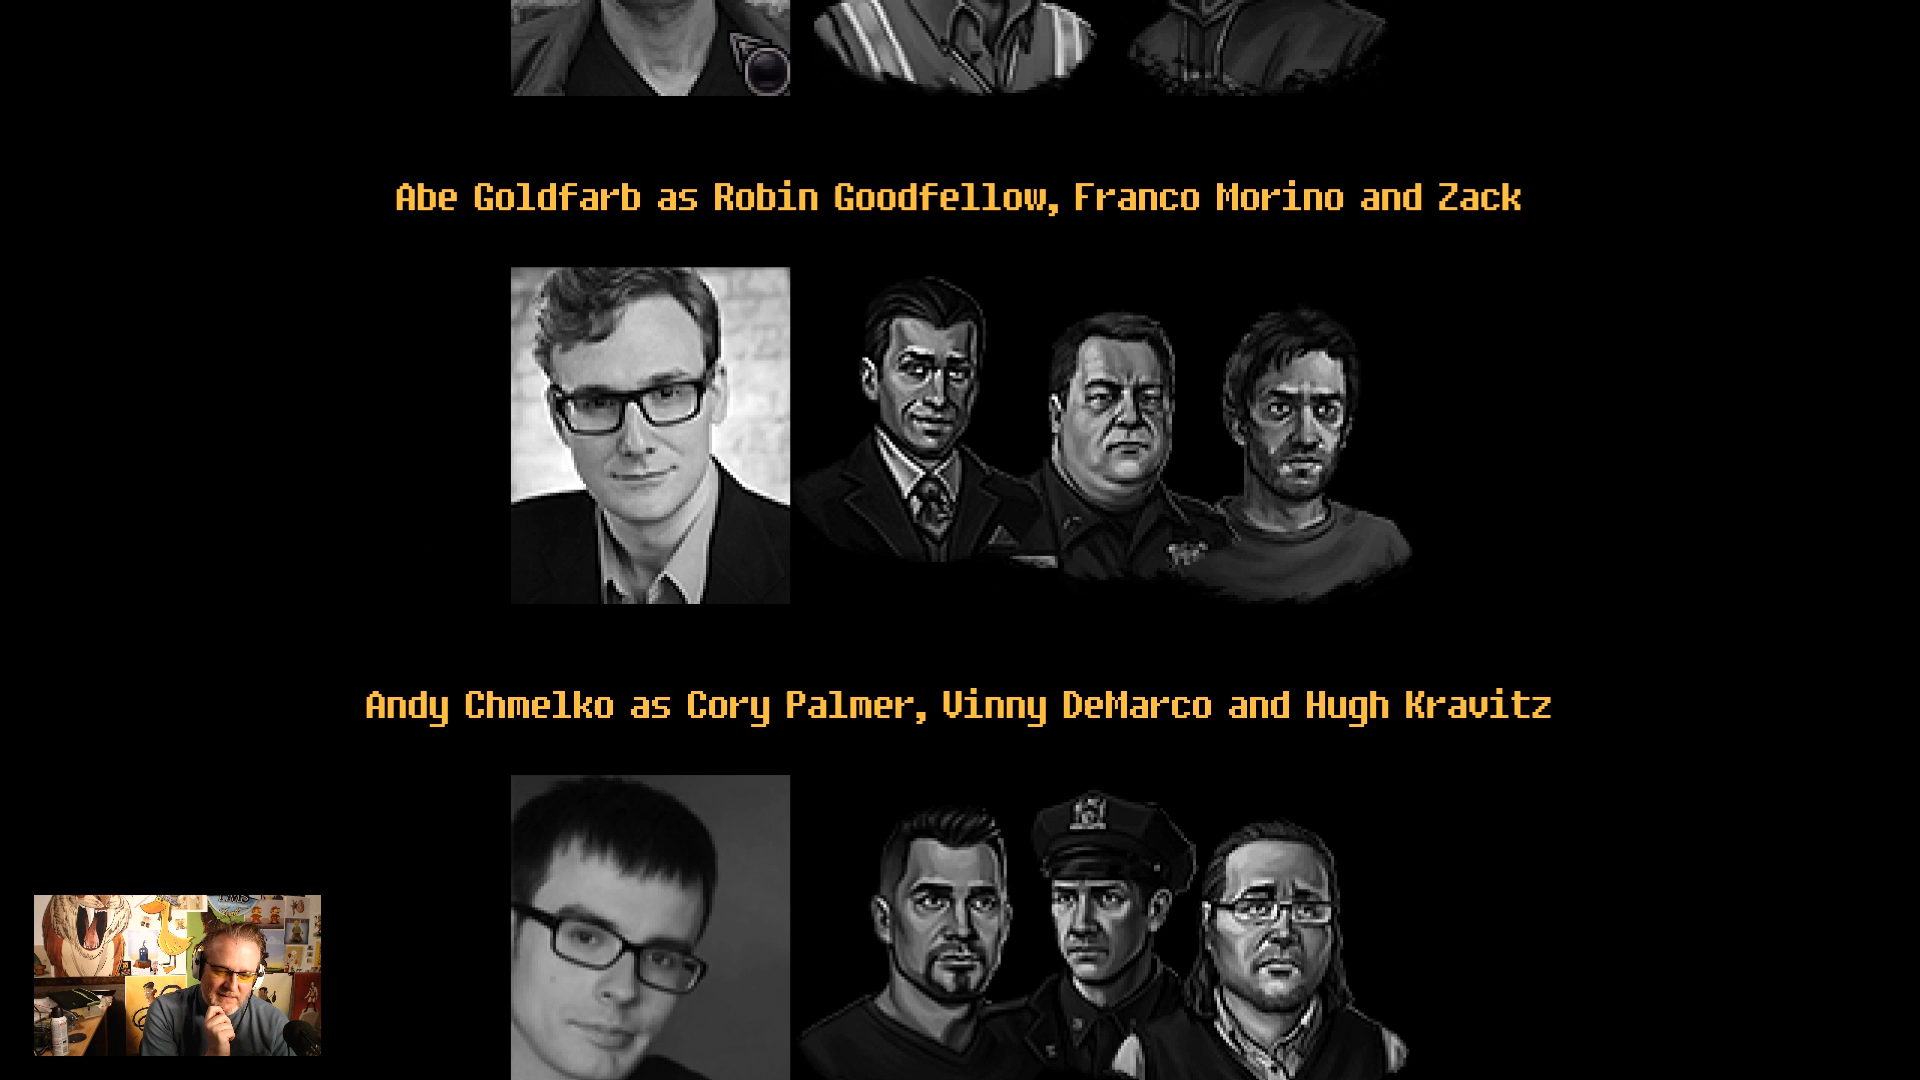 Abe Goldfarb as Robin Goodfellow, Franco Morino and Zack
Andy Chmelko as Cory Palmer, Vinny DeMarco and Hugh Kravitz